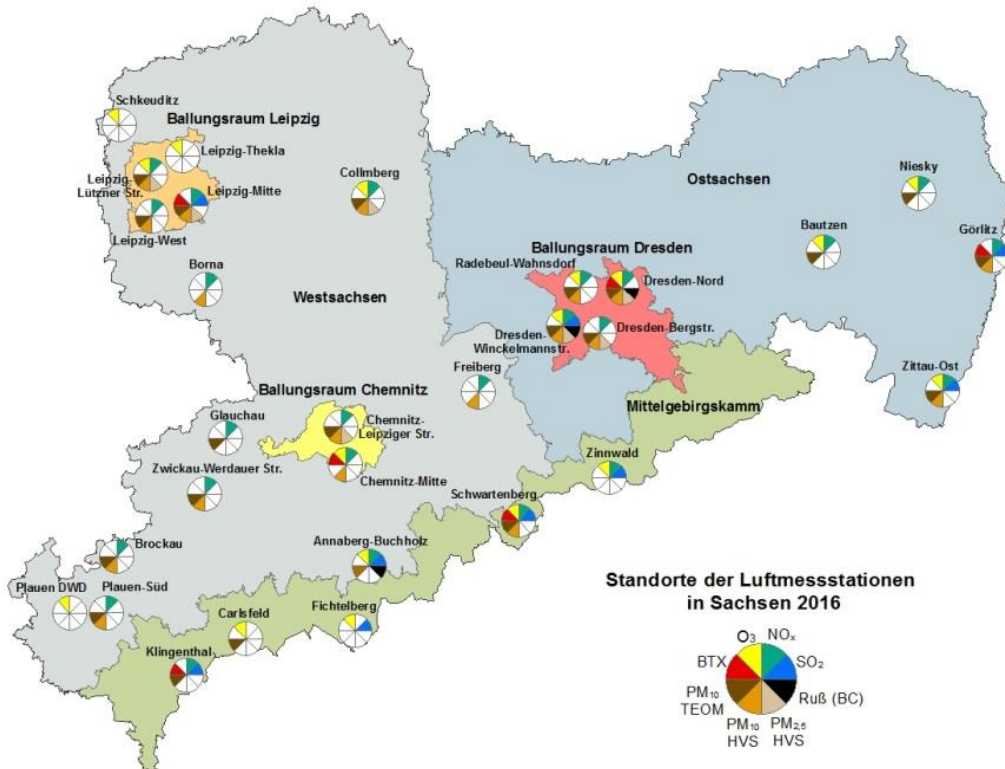 Schkeuditz
Ballungsraum Leipzig
Leipzig-Thekla
Leipzig-
Lützner Str.
Leipzig-Mitte
Leipzig-West
Collmberg
Borna
Westsachsen
Ostsachsen
Niesky
Bautzen
Görlitz
Ballungsraum Dresden
Radebeul-Wahnsdorf
Dresden-Nord
Dresden-
Winckelmannstr.
Dresden-Bergstr.
Zittau-Ost
Freiberg
Ballungsraum Chemnitz
Mittelgebirgskamm
Glauchau
Chemnitz-
Leipziger Str.
Zwickau-Werdauer Str.
Chemnitz-Mitte
Zinnwald
Schwartenberg
Brockau
Annaberg-Buchholz
Plauen DWD
Plauen-Süd
Carlsfeld
Fichtelberg
Klingenthal
Standorte der Luftmessstationen
in Sachsen 2016
O₃
NOₓ
BTX
SO₂
PM₁₀
TEOM
Ruß (BC)
PM₁₀
HVS
PM₂,₅
HVS